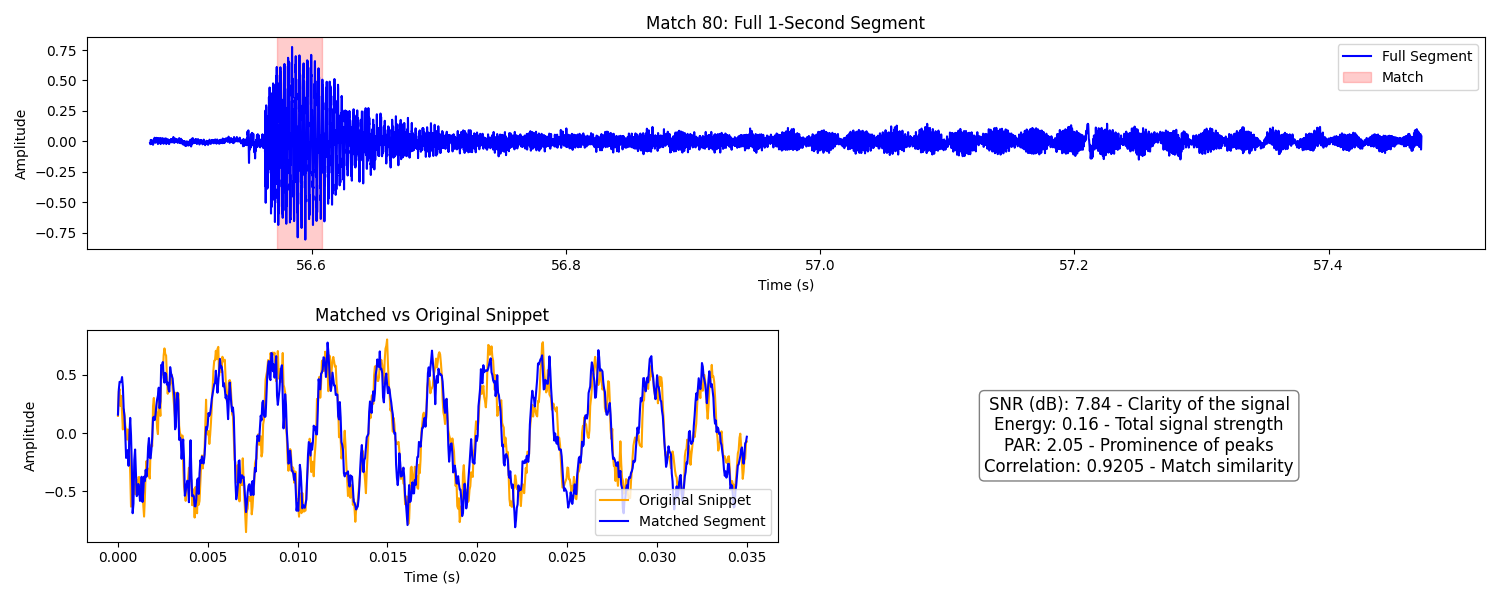 Match 80: Full 1-Second Segment
Amplitude
0.75
0.50
0.25
0.00
−0.25
−0.50
−0.75
Full Segment
Match
56.6
56.8
57.0
57.2
57.4
Time (s)
Matched vs Original Snippet
Amplitude
0.5
0.0
−0.5
Original Snippet
Matched Segment
0.000
0.005
0.010
0.015
0.020
0.025
0.030
0.035
Time (s)
SNR (dB): 7.84 - Clarity of the signal
Energy: 0.16 - Total signal strength
PAR: 2.05 - Prominence of peaks
Correlation: 0.9205 - Match similarity